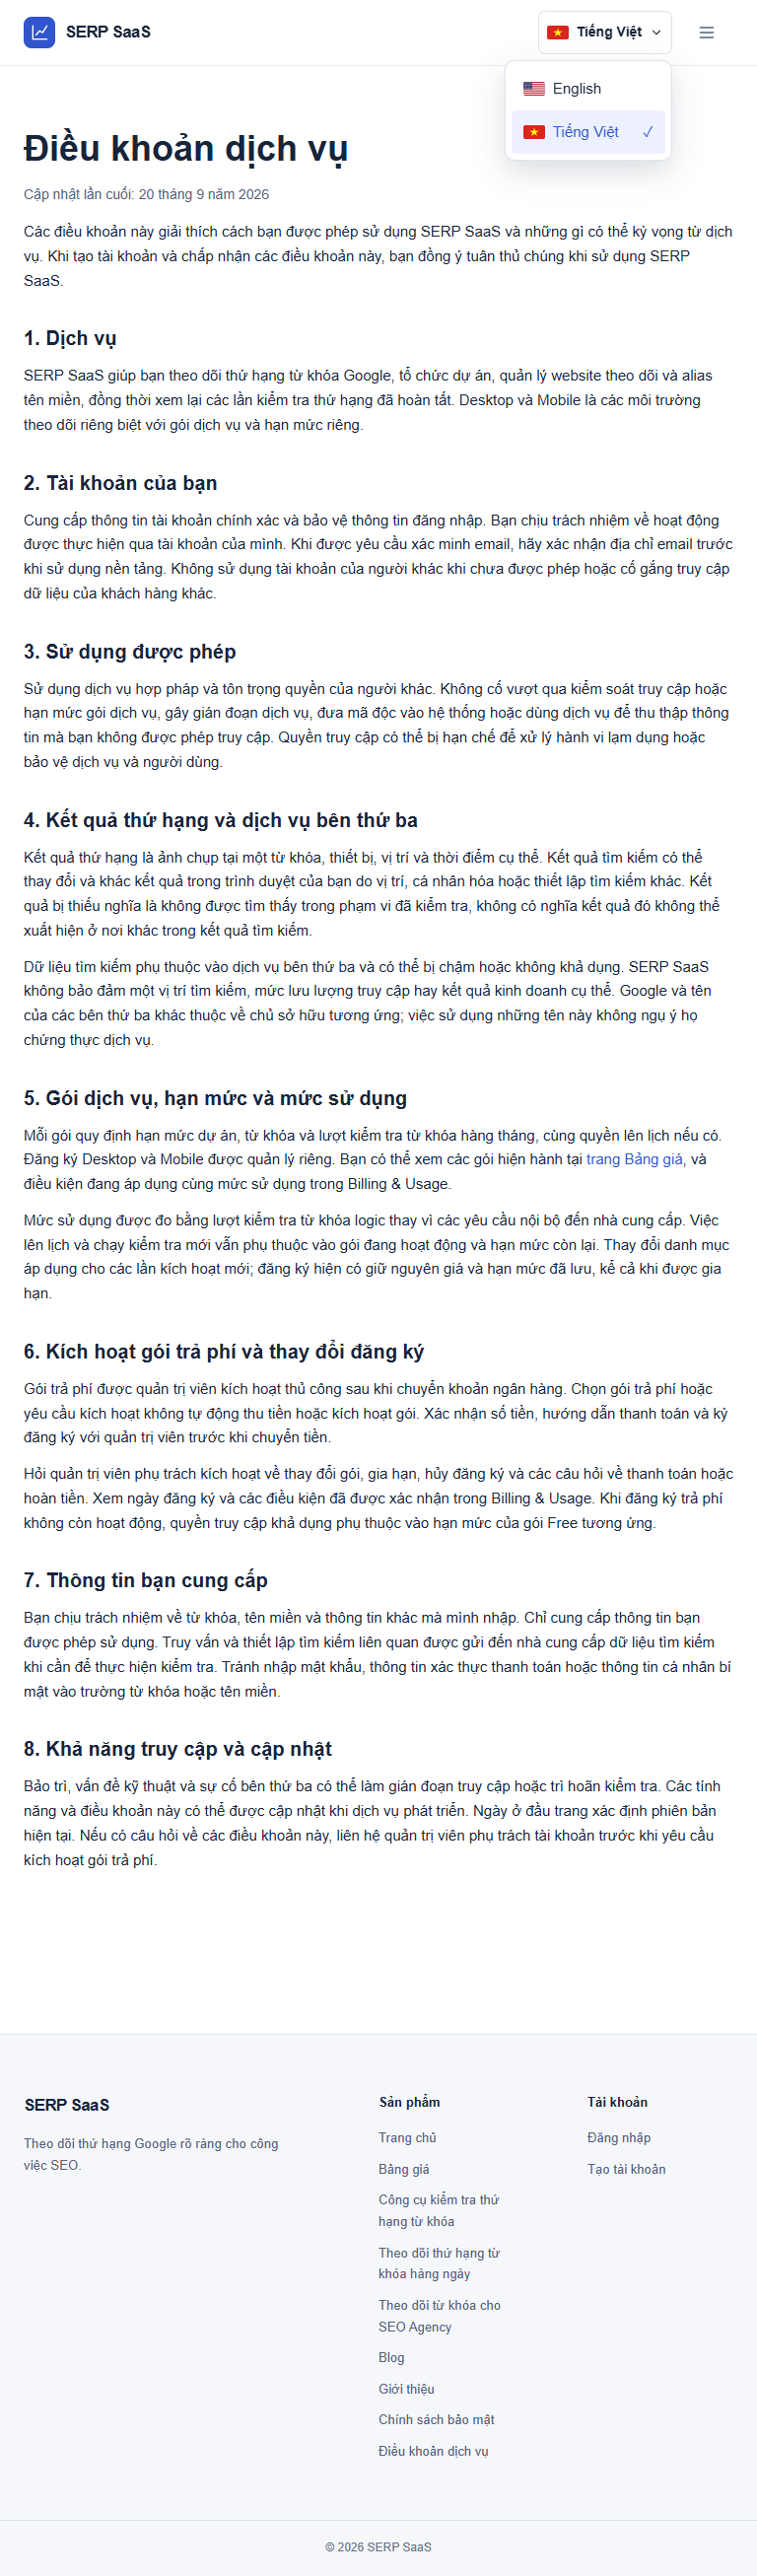 SERP SaaS
Tiếng Việt
English
Tiếng Việt
Điều khoản dịch vụ
Cập nhật lần cuối: 20 tháng 9 năm 2026
Các điều khoản này giải thích cách bạn được phép sử dụng SERP SaaS và những gì có thể kỳ vọng từ dịch
vụ. Khi tạo tài khoản và chấp nhận các điều khoản này, bạn đồng ý tuân thủ chúng khi sử dụng SERP
SaaS.
1. Dịch vụ
SERP SaaS giúp bạn theo dõi thứ hạng từ khóa Google, tổ chức dự án, quản lý website theo dõi và alias
tên miền, đồng thời xem lại các lần kiểm tra thứ hạng đã hoàn tất. Desktop và Mobile là các môi trường
theo dõi riêng biệt với gói dịch vụ và hạn mức riêng.
2. Tài khoản của bạn
Cung cấp thông tin tài khoản chính xác và bảo vệ thông tin đăng nhập. Bạn chịu trách nhiệm về hoạt động
được thực hiện qua tài khoản của mình. Khi được yêu cầu xác minh email, hãy xác nhận địa chỉ email trước
khi sử dụng nền tảng. Không sử dụng tài khoản của người khác khi chưa được phép hoặc cố gắng truy cập
dữ liệu của khách hàng khác.
3. Sử dụng được phép
Sử dụng dịch vụ hợp pháp và tôn trọng quyền của người khác. Không cố vượt qua kiểm soát truy cập hoặc
hạn mức gói dịch vụ, gây gián đoạn dịch vụ, đưa mã độc vào hệ thống hoặc dùng dịch vụ để thu thập thông
tin mà bạn không được phép truy cập. Quyền truy cập có thể bị hạn chế để xử lý hành vi lạm dụng hoặc
bảo vệ dịch vụ và người dùng.
4. Kết quả thứ hạng và dịch vụ bên thứ ba
Kết quả thứ hạng là ảnh chụp tại một từ khóa, thiết bị, vị trí và thời điểm cụ thể. Kết quả tìm kiếm có thể
thay đổi và khác kết quả trong trình duyệt của bạn do vị trí, cá nhân hóa hoặc thiết lập tìm kiếm khác. Kết
quả bị thiếu nghĩa là không được tìm thấy trong phạm vi đã kiểm tra, không có nghĩa kết quả đó không thể
xuất hiện ở nơi khác trong kết quả tìm kiếm.
Dữ liệu tìm kiếm phụ thuộc vào dịch vụ bên thứ ba và có thể bị chậm hoặc không khả dụng. SERP SaaS
không bảo đảm một vị trí tìm kiếm, mức lưu lượng truy cập hay kết quả kinh doanh cụ thể. Google và tên
của các bên thứ ba khác thuộc về chủ sở hữu tương ứng; việc sử dụng những tên này không ngụ ý họ
chứng thực dịch vụ.
5. Gói dịch vụ, hạn mức và mức sử dụng
Mỗi gói quy định hạn mức dự án, từ khóa và lượt kiểm tra từ khóa hàng tháng, cùng quyền lên lịch nếu có.
Đăng ký Desktop và Mobile được quản lý riêng. Bạn có thể xem các gói hiện hành tại trang Bảng giá, và
điều kiện đang áp dụng cùng mức sử dụng trong Billing & Usage.
Mức sử dụng được đo bằng lượt kiểm tra từ khóa logic thay vì các yêu cầu nội bộ đến nhà cung cấp. Việc
lên lịch và chạy kiểm tra mới vẫn phụ thuộc vào gói đang hoạt động và hạn mức còn lại. Thay đổi danh mục
áp dụng cho các lần kích hoạt mới; đăng ký hiện có giữ nguyên giá và hạn mức đã lưu, kể cả khi được gia
hạn.
6. Kích hoạt gói trả phí và thay đổi đăng ký
Gói trả phí được quản trị viên kích hoạt thủ công sau khi chuyển khoản ngân hàng. Chọn gói trả phí hoặc
yêu cầu kích hoạt không tự động thu tiền hoặc kích hoạt gói. Xác nhận số tiền, hướng dẫn thanh toán và kỳ
đăng ký với quản trị viên trước khi chuyển tiền.
Hỏi quản trị viên phụ trách kích hoạt về thay đổi gói, gia hạn, hủy đăng ký và các câu hỏi về thanh toán hoặc
hoàn tiền. Xem ngày đăng ký và các điều kiện đã được xác nhận trong Billing & Usage. Khi đăng ký trả phí
không còn hoạt động, quyền truy cập khả dụng phụ thuộc vào hạn mức của gói Free tương ứng.
7. Thông tin bạn cung cấp
Bạn chịu trách nhiệm về từ khóa, tên miền và thông tin khác mà mình nhập. Chỉ cung cấp thông tin bạn
được phép sử dụng. Truy vấn và thiết lập tìm kiếm liên quan được gửi đến nhà cung cấp dữ liệu tìm kiếm
khi cần để thực hiện kiểm tra. Tránh nhập mật khẩu, thông tin xác thực thanh toán hoặc thông tin cá nhân bí
mật vào trường từ khóa hoặc tên miền.
8. Khả năng truy cập và cập nhật
Bảo trì, vấn đề kỹ thuật và sự cố bên thứ ba có thể làm gián đoạn truy cập hoặc trì hoãn kiểm tra. Các tính
năng và điều khoản này có thể được cập nhật khi dịch vụ phát triển. Ngày ở đầu trang xác định phiên bản
hiện tại. Nếu có câu hỏi về các điều khoản này, liên hệ quản trị viên phụ trách tài khoản trước khi yêu cầu
kích hoạt gói trả phí.
SERP SaaS
Theo dõi thứ hạng Google rõ ràng cho công
việc SEO.
Sản phẩm
Trang chủ
Bảng giá
Công cụ kiểm tra thứ
hạng từ khóa
Theo dõi thứ hạng từ
khóa hàng ngày
Theo dõi từ khóa cho
SEO Agency
Blog
Giới thiệu
Chính sách bảo mật
Điều khoản dịch vụ
Tài khoản
Đăng nhập
Tạo tài khoản
© 2026 SERP SaaS